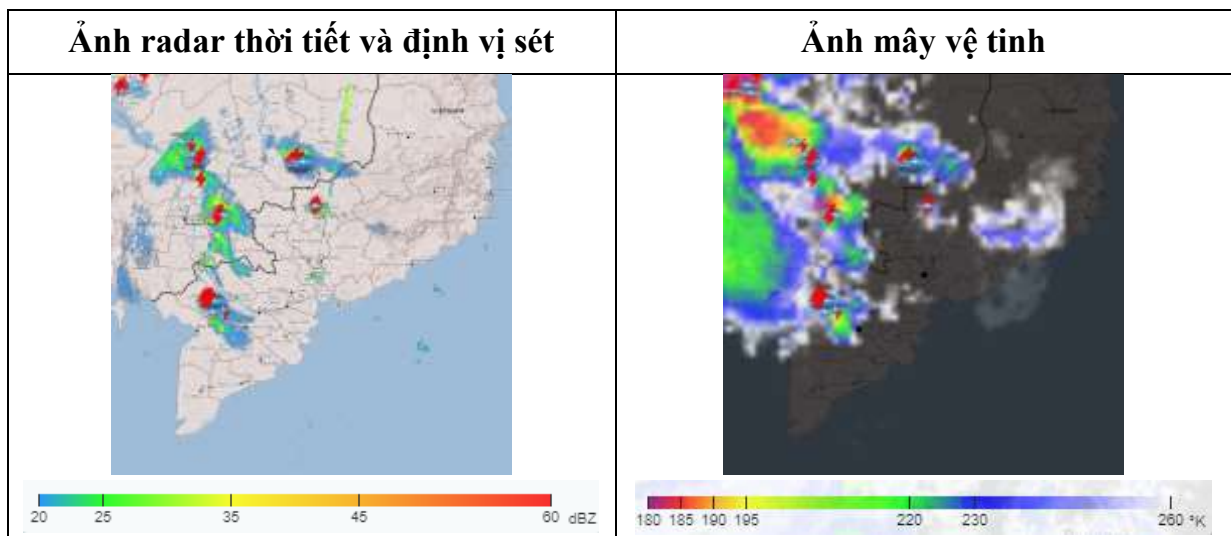 Ảnh radar thời tiết và định vị sét
Ảnh mây vệ tinh
20 25 35 45 60 dBZ
180 185 190 195 220 230 260 °K